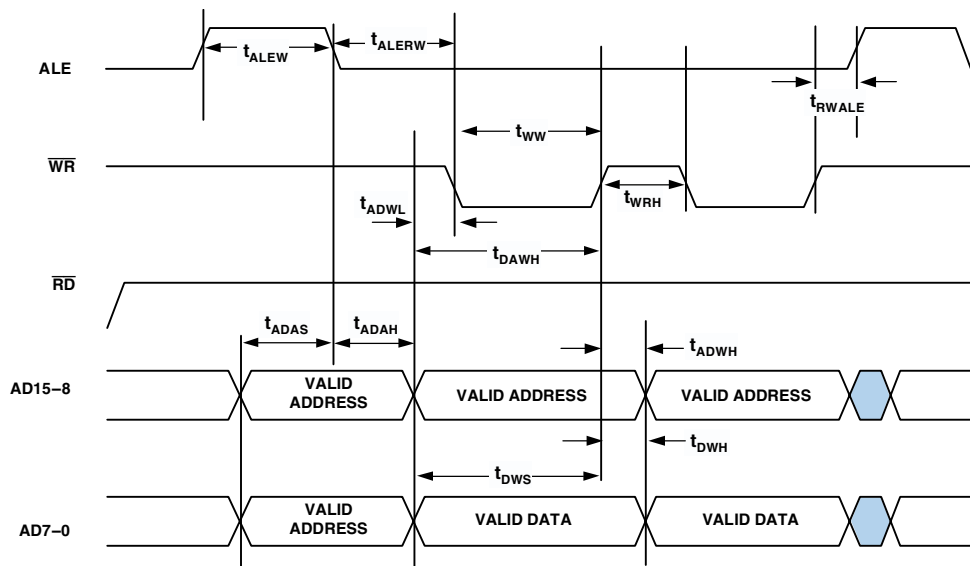 tALEW
tALERW
ALE
tRWALE
tWW
WR
tWRH
tADWL
tDAWH
RD
tADAS
tADAH
tADWH
AD15–8
VALID
ADDRESS
VALID ADDRESS
VALID ADDRESS
tDWH
tDWS
AD7–0
VALID
ADDRESS
VALID DATA
VALID DATA